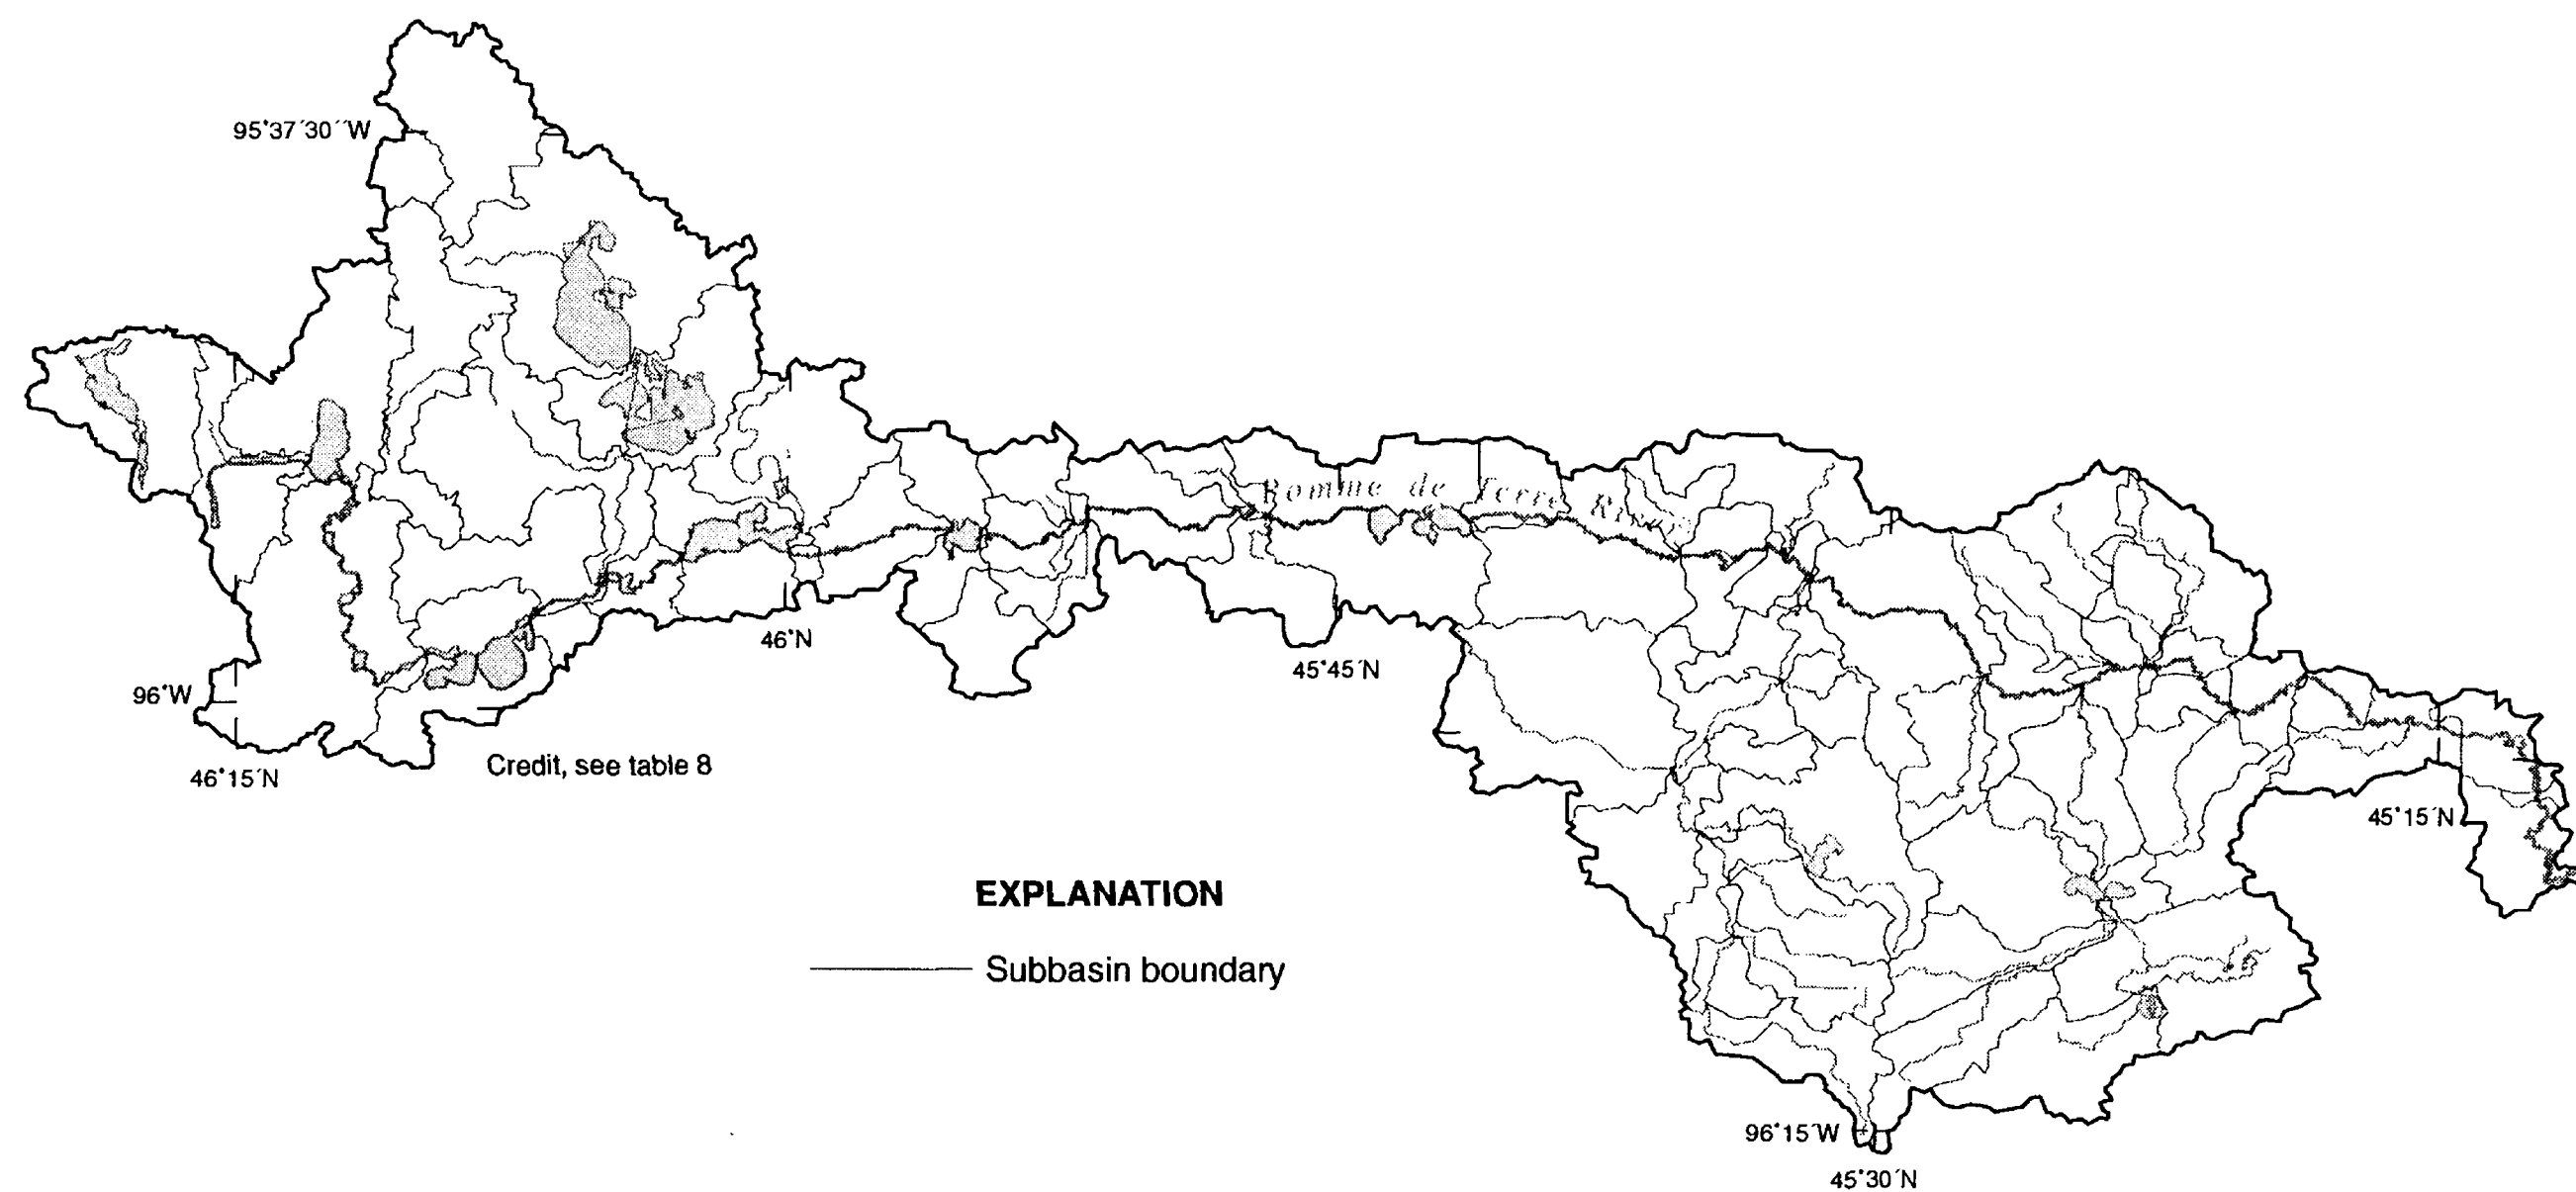 95°37′30″W
Pomme de Terre River
46°N
45°45′N
96°W
Credit, see table 8
46°15′N
45°15′N
EXPLANATION
Subbasin boundary
96°15′W
45°30′N